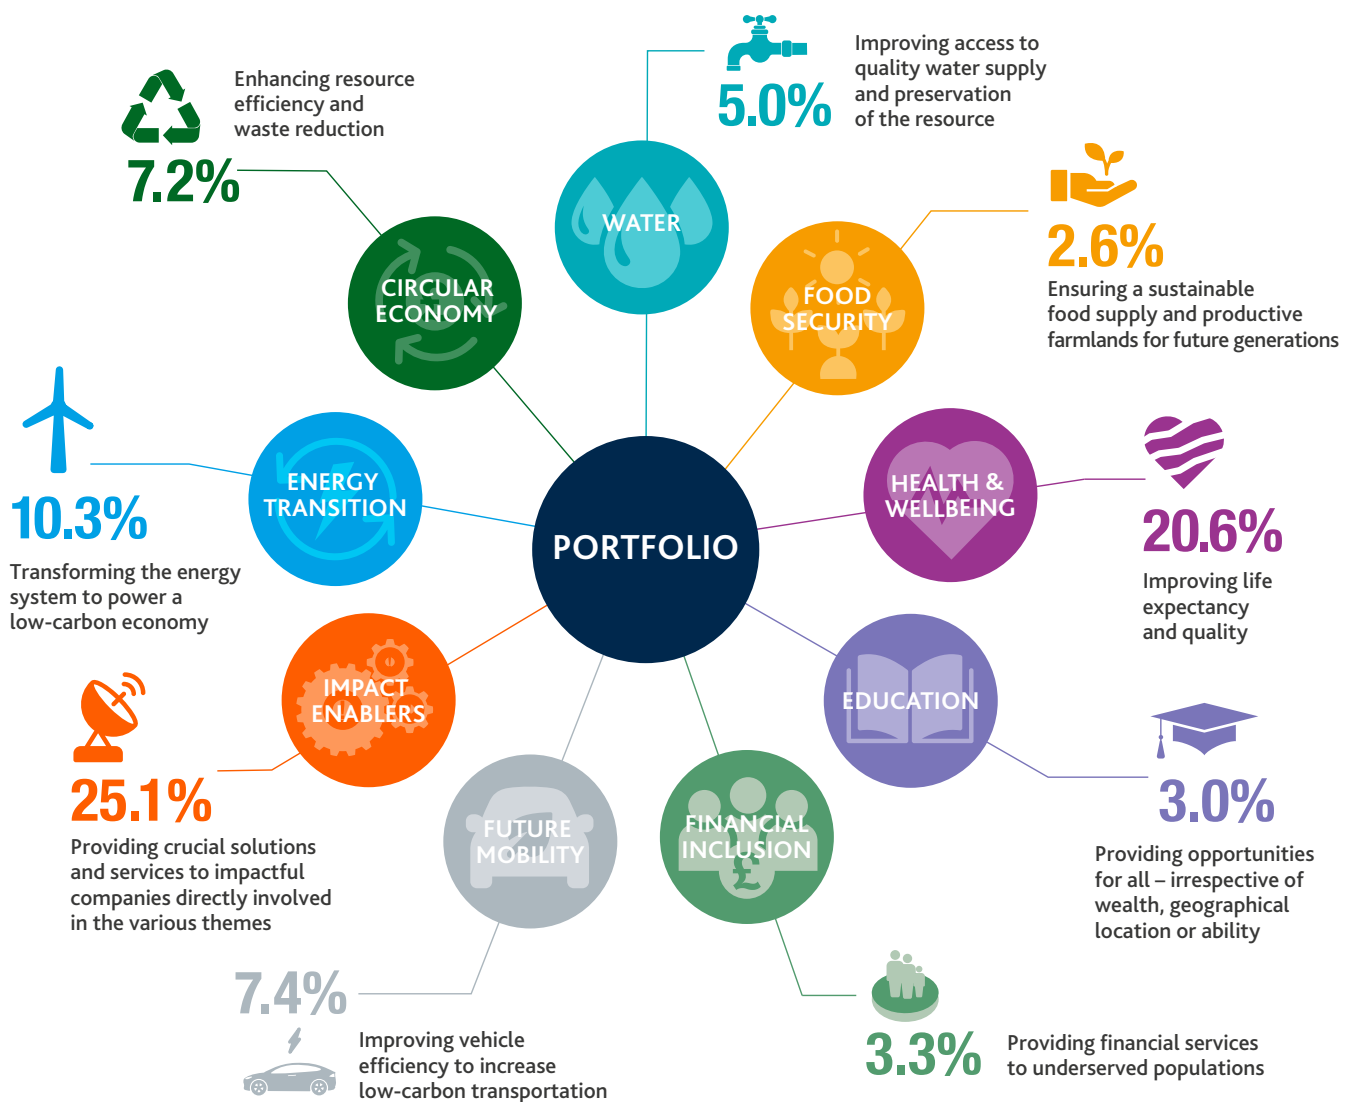 Enhancing resource
efficiency and
waste reduction
7.2%
CIRCULAR
ECONOMY
WATER
5.0%
Improving access to
quality water supply
and preservation
of the resource
FOOD
SECURITY
2.6%
Ensuring a sustainable
food supply and productive
farmlands for future generations
ENERGY
TRANSITION
10.3%
Transforming the energy
system to power a
low-carbon economy
PORTFOLIO
HEALTH &
WELLBEING
20.6%
Improving life
expectancy
and quality
IMPACT
ENABLERS
25.1%
Providing crucial solutions
and services to impactful
companies directly involved
in the various themes
EDUCATION
3.0%
Providing opportunities
for all – irrespective of
wealth, geographical
location or ability
FUTURE
MOBILITY
7.4%
Improving vehicle
efficiency to increase
low-carbon transportation
FINANCIAL
INCLUSION
£
3.3%
Providing financial services
to underserved populations